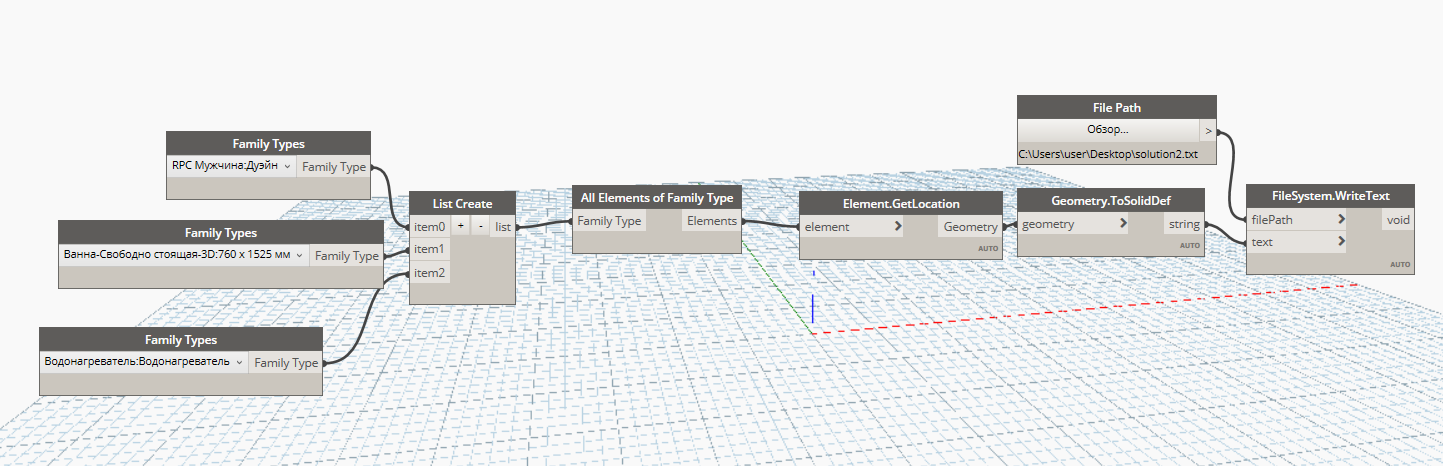 Family Types
RPC Мужчина:Дуэйн
Family Type
Family Types
Ванна-Свободно стоящая-3D:760 x 1525 мм
Family Type
Family Types
Водонагреватель:Водонагреватель
Family Type
List Create
item0 + - list
item1
item2
All Elements of Family Type
Family Type Elements
Element.GetLocation
element > Geometry
AUTO
File Path
Обзор... >
C:\Users\user\Desktop\solution2.txt
Geometry.ToSolidDef
geometry > string
AUTO
FileSystem.WriteText
filePath > void
text >
AUTO